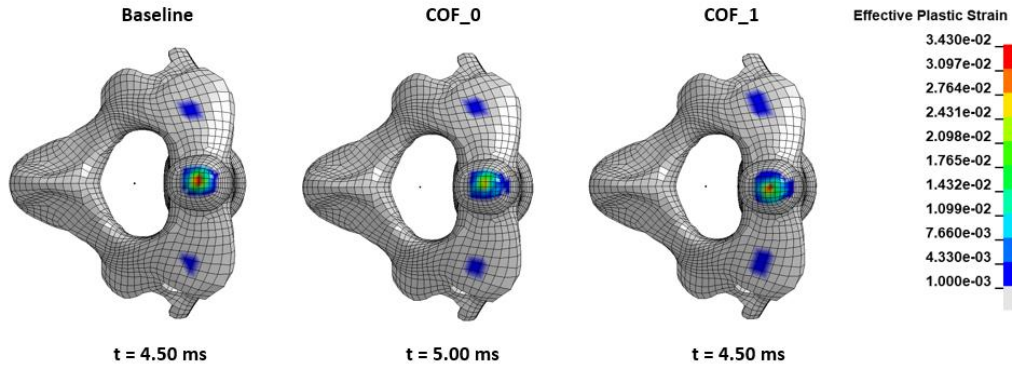 Baseline
COF_0
COF_1
Effective Plastic Strain
3.430e-02
3.097e-02
2.764e-02
2.431e-02
2.098e-02
1.765e-02
1.432e-02
1.099e-02
7.660e-03
4.330e-03
1.000e-03
t = 4.50 ms
t = 5.00 ms
t = 4.50 ms